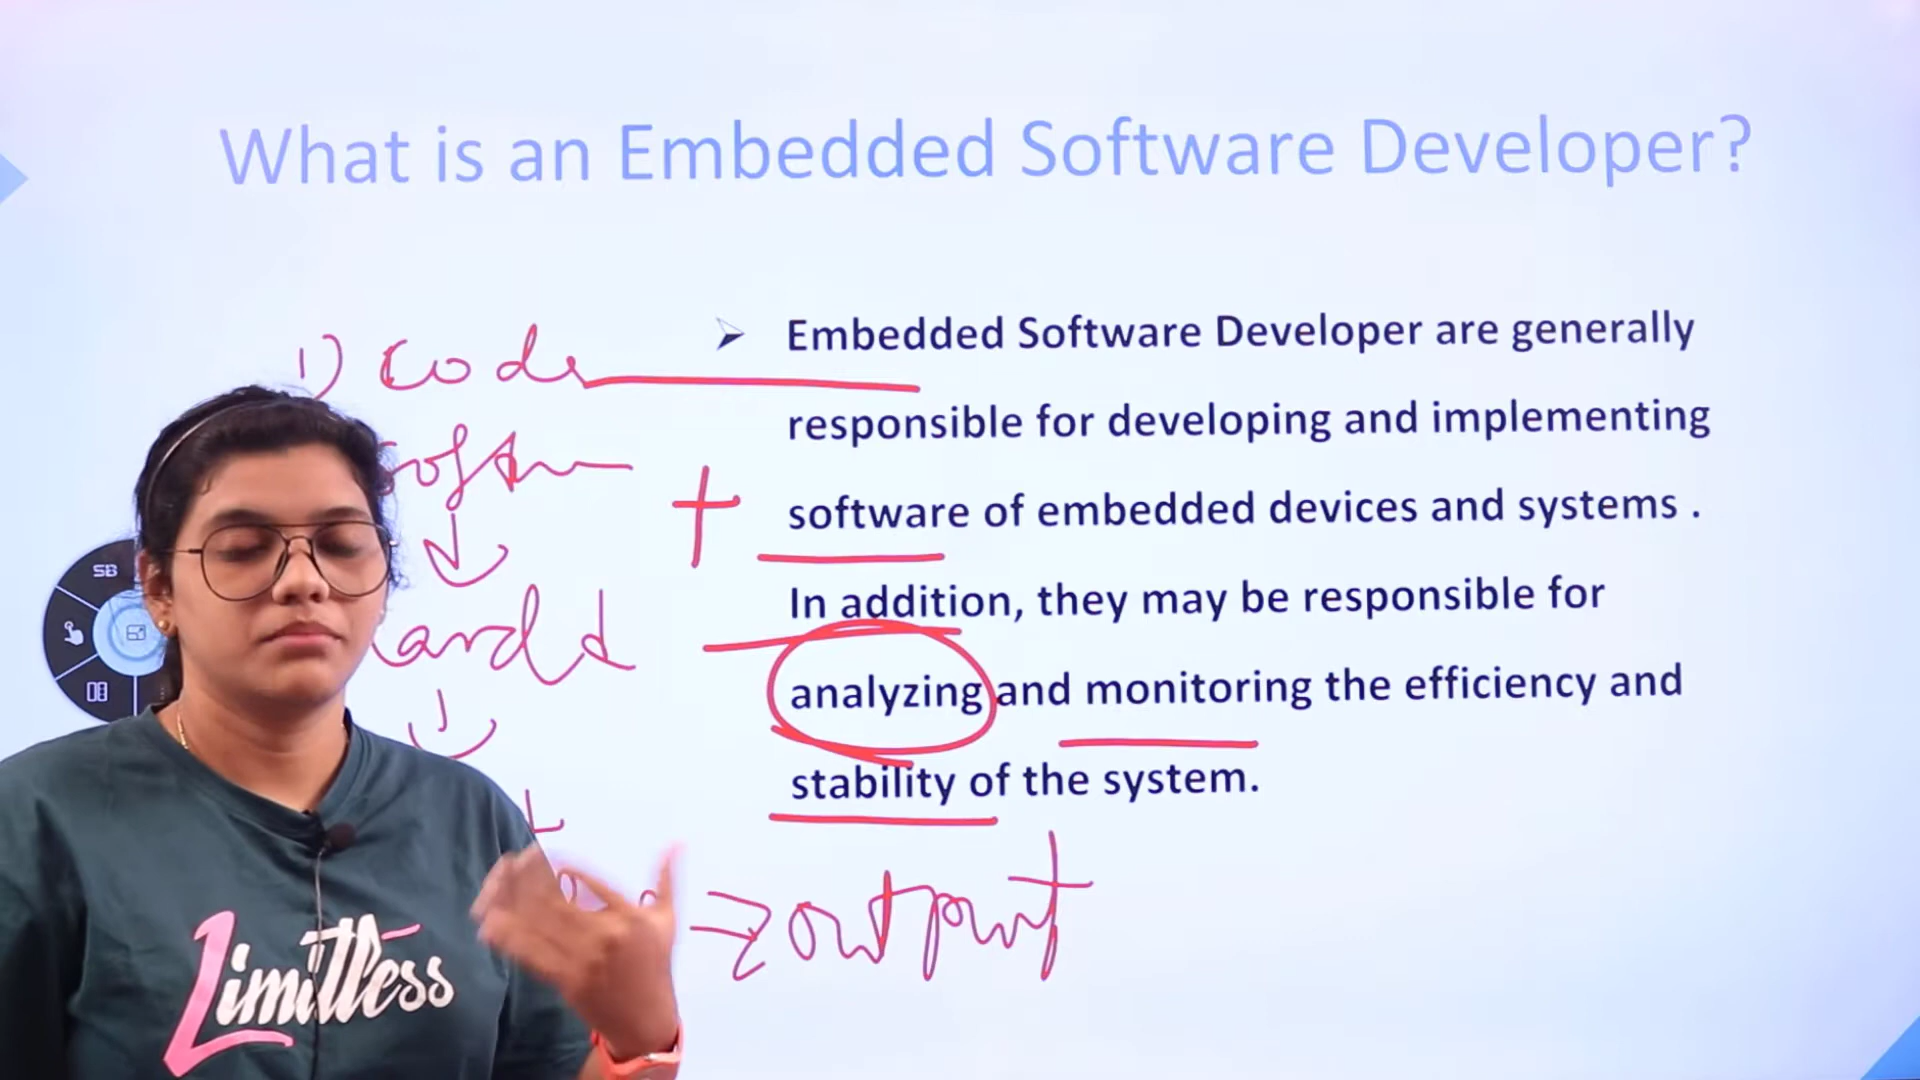 What is an Embedded Software Developer?
1) Code
➢ Embedded Software Developer are generally
responsible for developing and implementing
+
software of embedded devices and systems .
In addition, they may be responsible for
analyzing and monitoring the efficiency and
stability of the system.
output
SB
Limitless